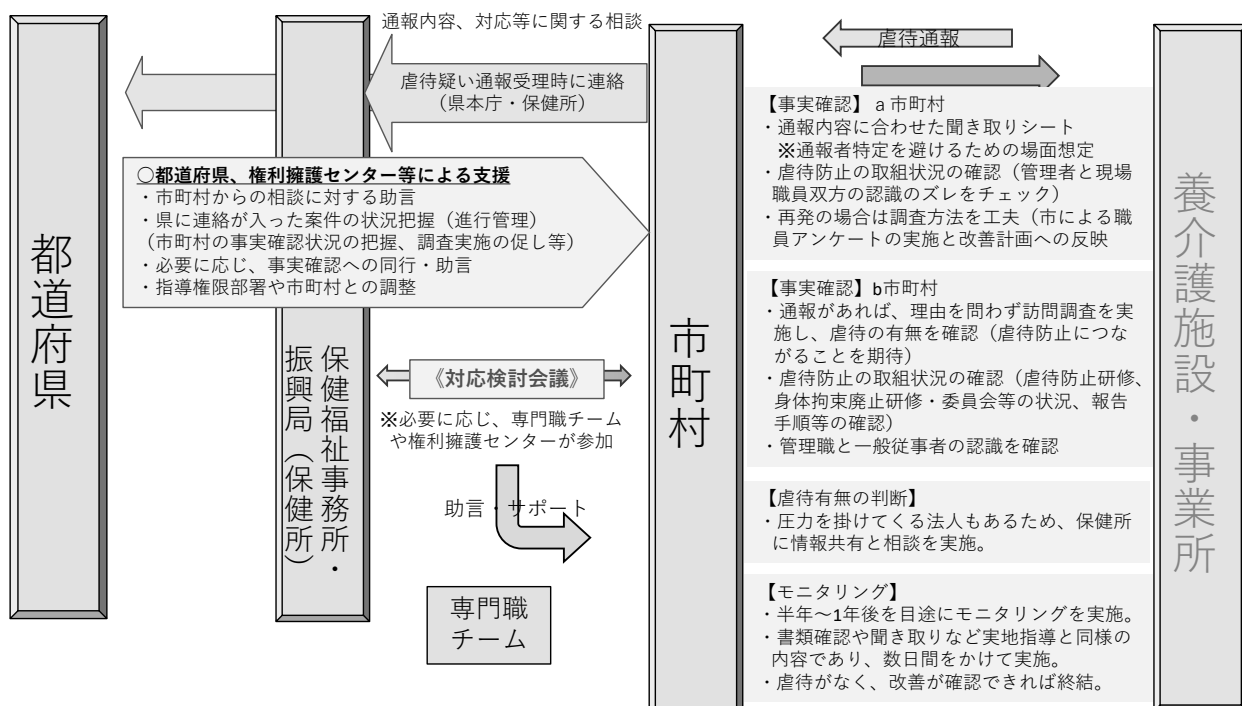 都道府県
保健福祉事務所・
振興局（保健所）
通報内容、対応等に関する相談
虐待疑い通報受理時に連絡
（県本庁・保健所）
○都道府県、権利擁護センター等による支援
・市町村からの相談に対する助言
・県に連絡が入った案件の状況把握（進行管理）
（市町村の事実確認状況の把握、調査実施の促し等）
・必要に応じ、事実確認への同行・助言
・指導権限部署や市町村との調整
《対応検討会議》
※必要に応じ、専門職チーム
や権利擁護センターが参加
助言・サポート
専門職
チーム
市町村
虐待通報
【事実確認】ａ市町村
・通報内容に合わせた聞き取りシート
※通報者特定を避けるための場面想定
・虐待防止の取組状況の確認（管理者と現場
職員双方の認識のズレをチェック）
・再発の場合は調査方法を工夫（市による職
員アンケートの実施と改善計画への反映
【事実確認】b市町村
・通報があれば、理由を問わず訪問調査を実
施し、虐待の有無を確認（虐待防止につな
がることを期待）
・虐待防止の取組状況の確認（虐待防止研修、
身体拘束廃止研修・委員会等の状況、報告
手順等の確認）
・管理職と一般従事者の認識を確認
【虐待有無の判断】
・圧力を掛けてくる法人もあるため、保健所
に情報共有と相談を実施。
【モニタリング】
・半年～1年後を目途にモニタリングを実施。
・書類確認や聞き取りなど実地指導と同様の
内容であり、数日間をかけて実施。
・虐待がなく、改善が確認できれば終結。
養介護施設・事業所